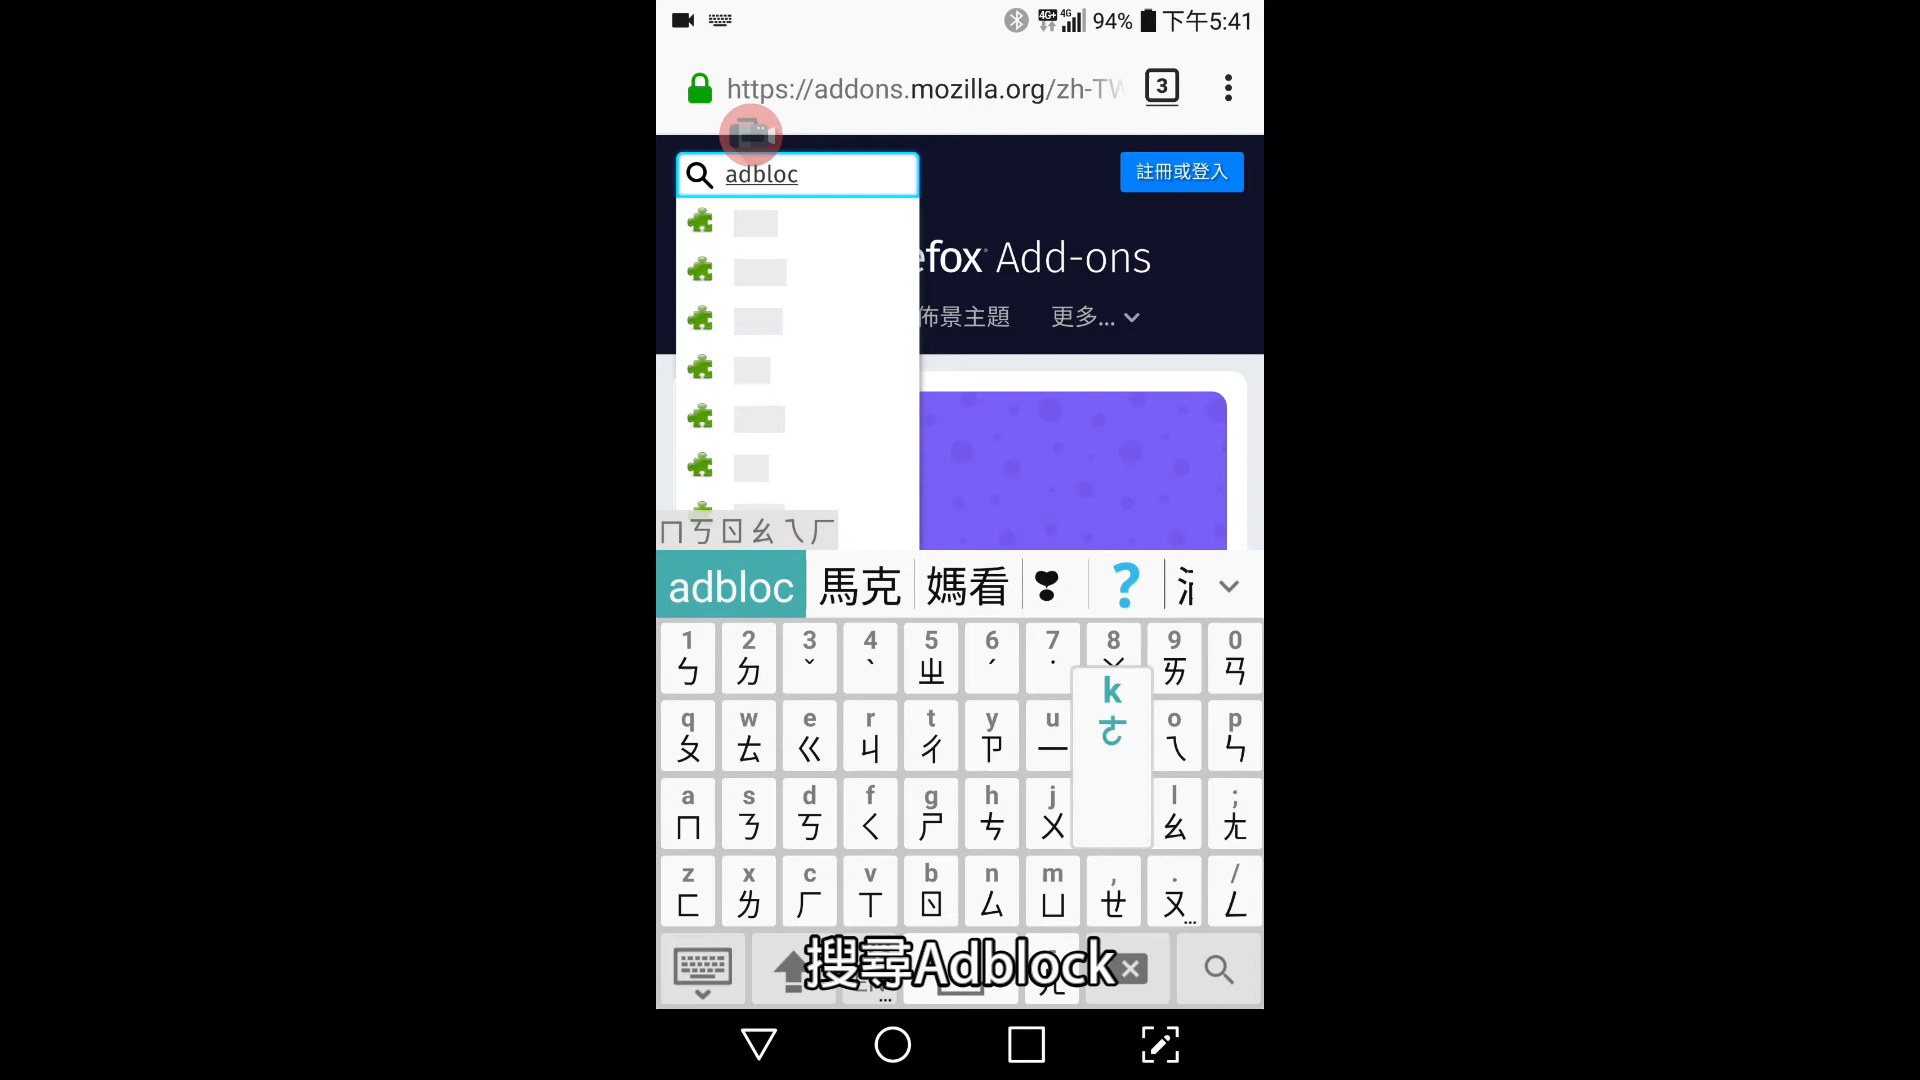 94% 下午5:41
https://addons.mozilla.org/zh-TW
3
adbloc
註冊或登入
efox Add-ons
佈景主題 更多...
ㄇㄎㄖㄠㄟㄏ
adbloc 馬克 媽看 ❣ ?
1 2 3 4 5 6 7 8 9 0
ㄅ ㄉ ˇ ˋ ㄓ ˊ ˙ ㄞ ㄢ
k
ㄜ
q w e r t y u o p
ㄆ ㄊ ㄍ ㄐ ㄔ ㄗ ㄧ ㄟ ㄣ
a s d f g h j l ;
ㄇ ㄋ ㄎ ㄑ ㄕ ㄘ ㄨ ㄠ ㄤ
z x c v b n m , . /
ㄈ ㄌ ㄏ ㄒ ㄖ ㄙ ㄩ ㄝ ㄡ ㄥ
搜尋Adblock